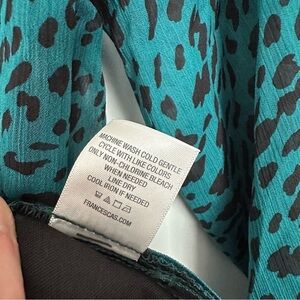 MACHINE WASH COLD GENTLE
CYCLE WITH LIKE COLORS
ONLY NON-CHLORINE BLEACH
WHEN NEEDED
LINE DRY
COOL IRON IF NEEDED
FRANCESCAS.COM